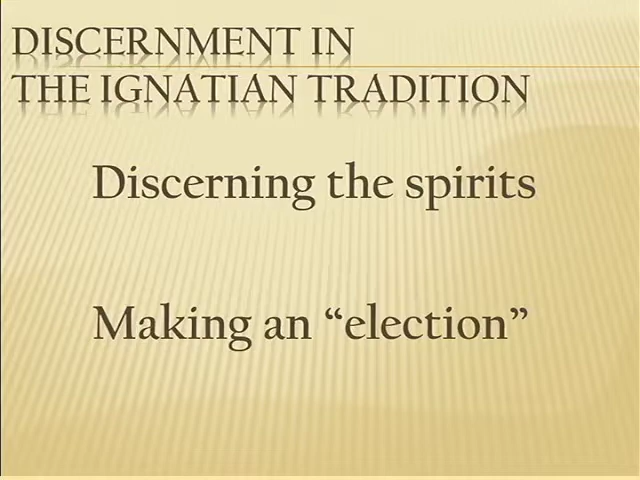 DISCERNMENT IN
THE IGNATIAN TRADITION
Discerning the spirits
Making an “election”